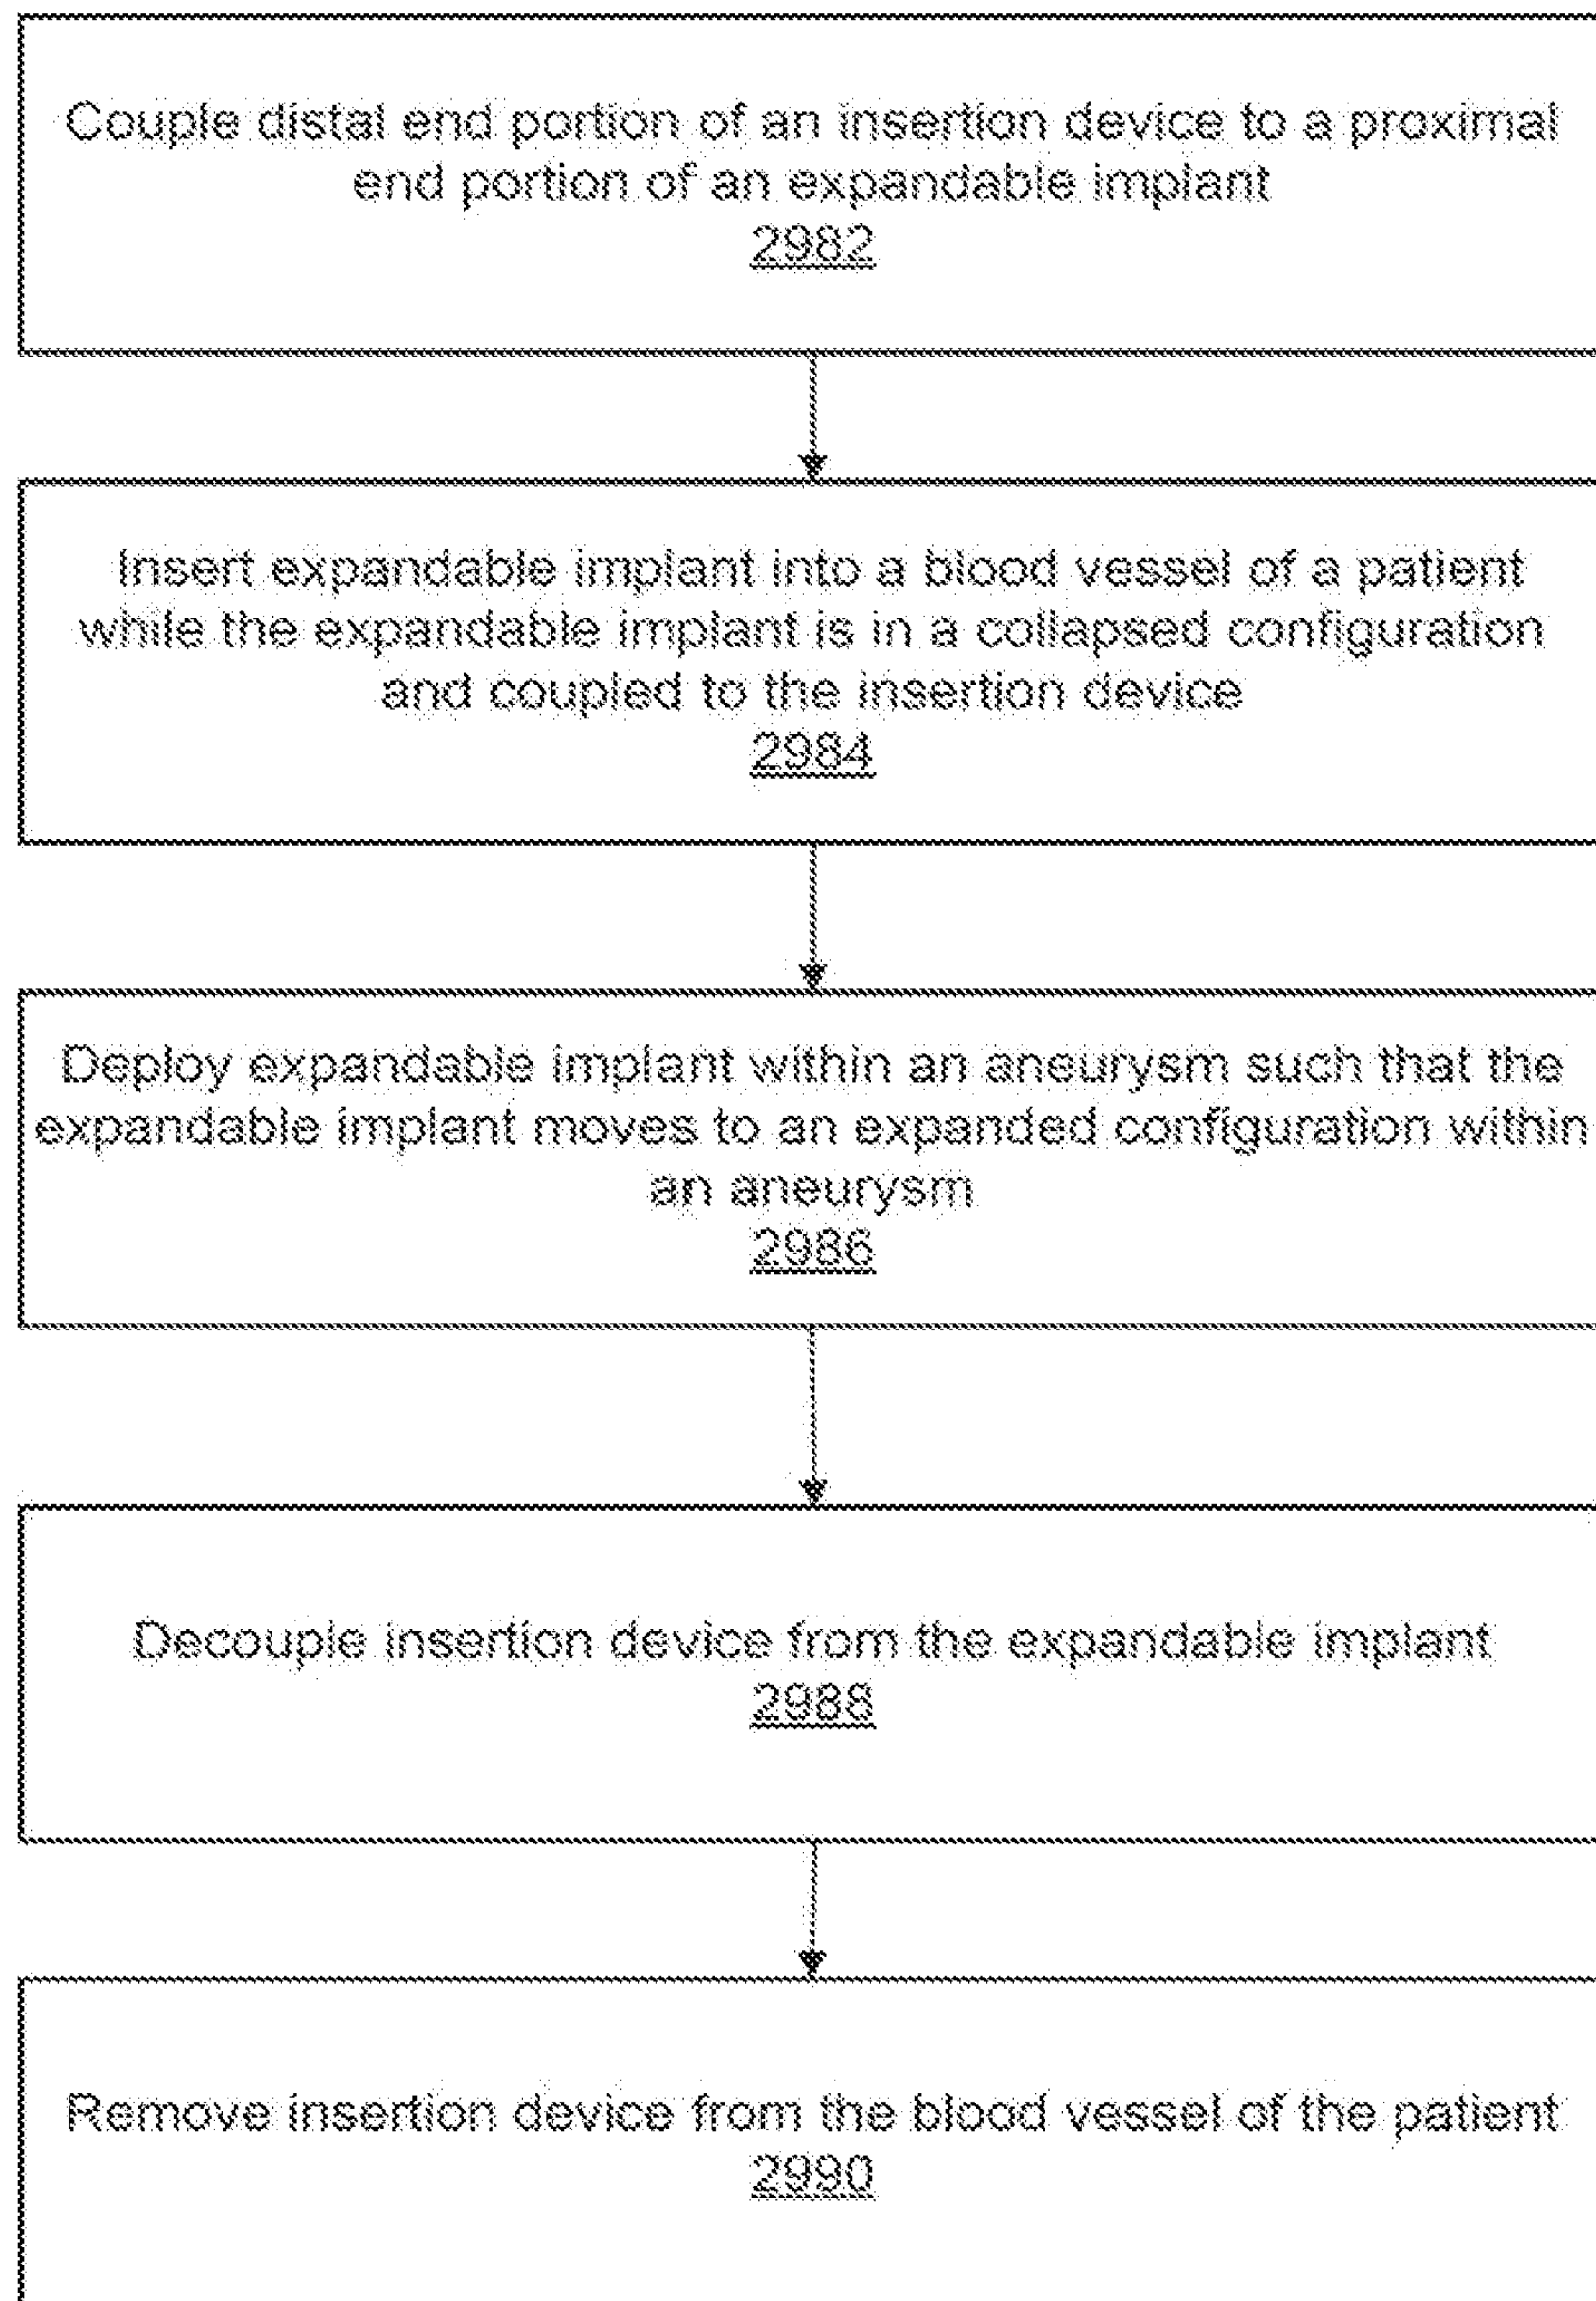 Couple distal end portion of an insertion device to a proximal
end portion of an expandable implant
2982
Insert expandable implant into a blood vessel of a patient
while the expandable implant is in a collapsed configuration
and coupled to the insertion device
2984
Deploy expandable implant within an aneurysm such that the
expandable implant moves to an expanded configuration within
an aneurysm
2986
Decouple insertion device from the expandable implant
2988
Remove insertion device from the blood vessel of the patient
2990